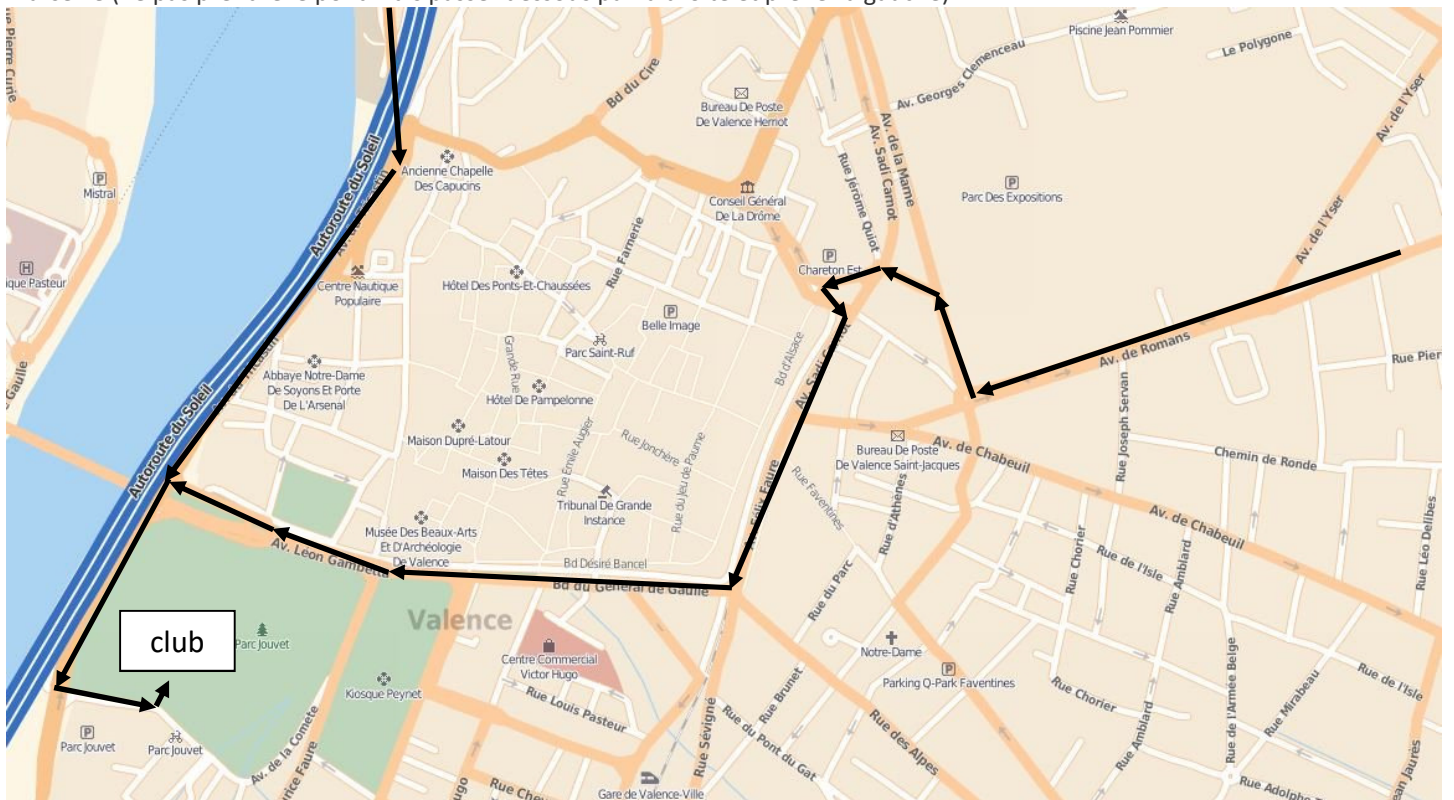 Piscine Jean Pommier
Le Polygone
Av. Georges Clemenceau
Av. de l'Yser
Bd du Cire
Bureau De Poste
De Valence Herriot
Av. de la Marne
Av. Sadi Carnot
Rue Jérôme Quiot
P
Parc Des Expositions
Av. de l'Yser
Autoroute du Soleil
Ancienne Chapelle
Des Capucins
Conseil Général
De La Drôme
P
Mistral
H
P
Chareton Est
Rue Farnerie
Centre Nautique
Populaire
Hôtel Des Ponts-Et-Chaussées
P
Belle Image
Parc Saint-Ruf
Grande Rue
Bd d'Alsace
Av. Sadi Carnot
Av. de Romans
Rue Joseph Servan
Abbaye Notre-Dame
De Soyons Et Porte
De L'Arsenal
Hôtel De Pampelonne
Autoroute du Soleil
Maison Dupré-Latour
Maison Des Têtes
Rue Émile Augier
Rue Jonchère
Rue du Jeu de Paume
Bureau De Poste
De Valence Saint-Jacques
Av. de Chabeuil
Chemin de Ronde
Tribunal De Grande
Instance
Av. Félix Faure
Rue Faventines
Rue d'Athènes
Av. de Chabeuil
Rue Léo Delibes
Musée Des Beaux-Arts
Et D'Archéologie
De Valence
Av. Léon Gambetta
Bd Désiré Bancel
Bd du Général de Gaulle
Rue du Parc
Rue Chorier
Rue de l'Isle
Rue Amblard
Valence
club
Parc Jouvet
Kiosque Peynet
Centre Commercial
Victor Hugo
Rue Louis Pasteur
Notre-Dame
P
Parking Q-Park Faventines
Rue Brunet
Rue Chorier
Rue de l'Armée Beige
Rue Mirabeau
Rue de l'Isle
P
Parc Jouvet
Parc Jouvet
Av. de la Comète
Rue Sévigné
Rue du Pont du Gat
Rue des Alpes
Rue Amblard
Gare de Valence-Ville